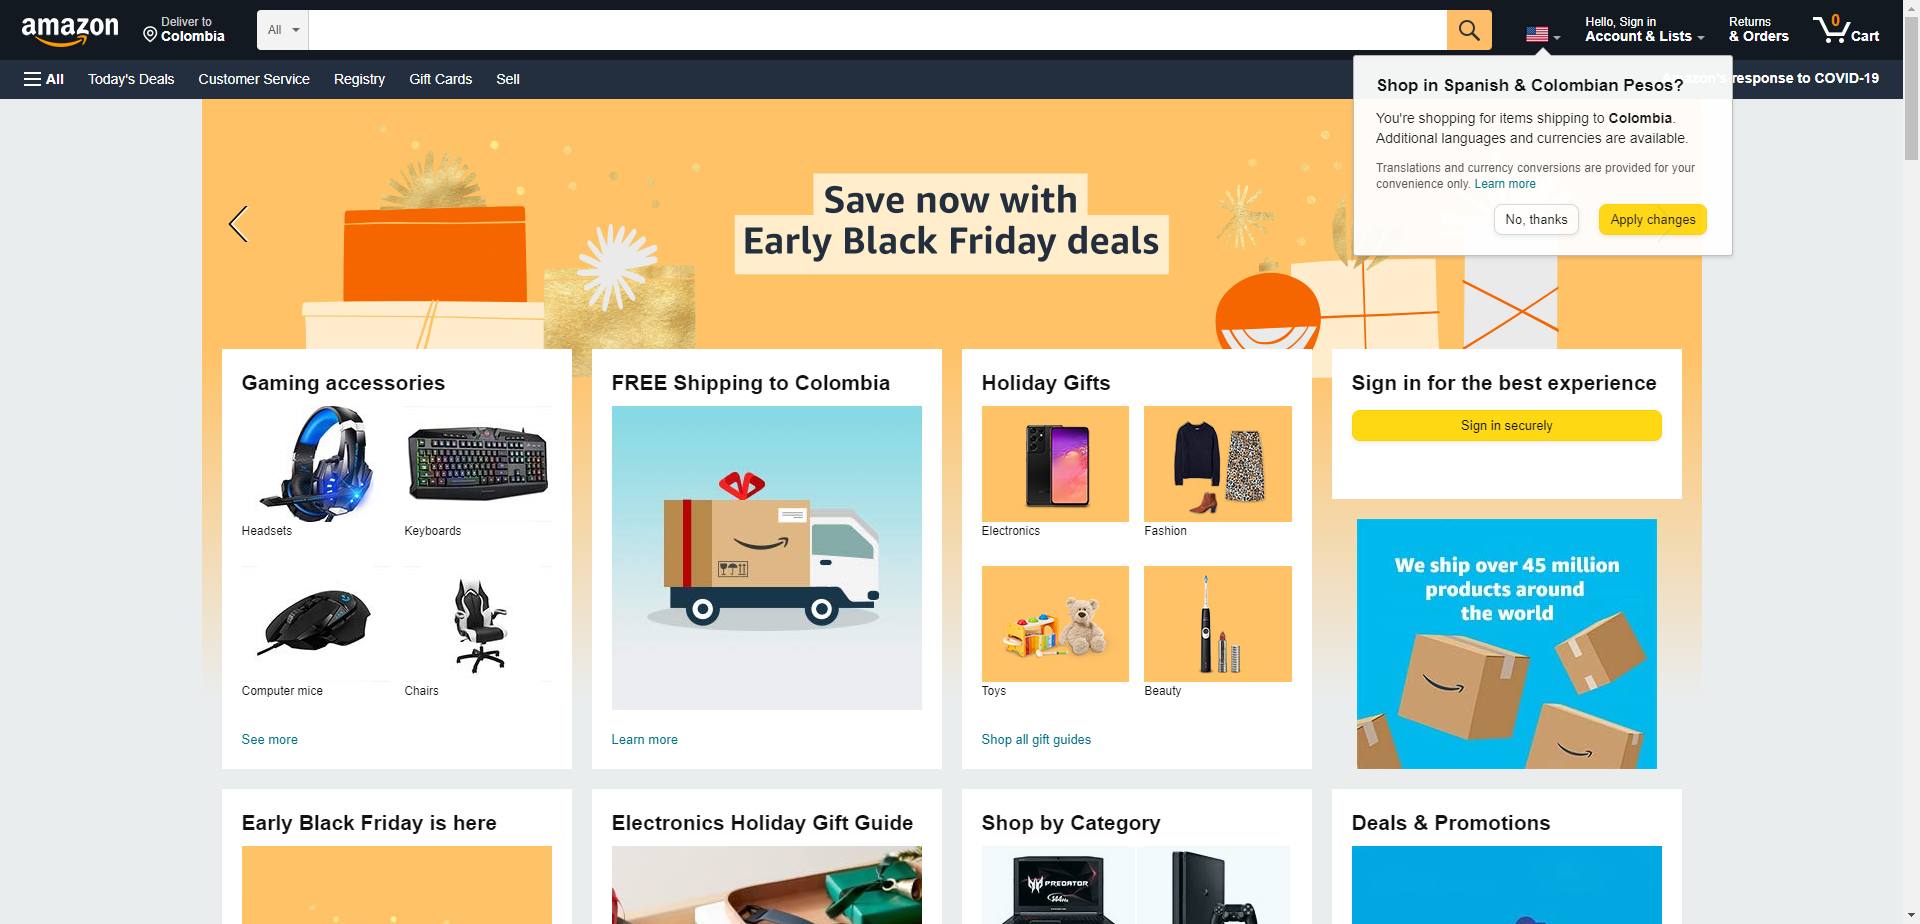 amazon
Deliver to
Colombia
All
Hello, Sign in
Account & Lists
Returns
& Orders
0
Cart
All
Today's Deals
Customer Service
Registry
Gift Cards
Sell
Amazon's response to COVID-19
Shop in Spanish & Colombian Pesos?
You're shopping for items shipping to Colombia.
Additional languages and currencies are available.
Translations and currency conversions are provided for your
convenience only. Learn more
No, thanks
Apply changes
Save now with
Early Black Friday deals
Gaming accessories
Headsets
Keyboards
Computer mice
Chairs
See more
FREE Shipping to Colombia
Learn more
Holiday Gifts
Electronics
Fashion
Toys
Beauty
Shop all gift guides
Sign in for the best experience
Sign in securely
We ship over 45 million
products around
the world
Early Black Friday is here
Electronics Holiday Gift Guide
Shop by Category
PREDATOR
Deals & Promotions